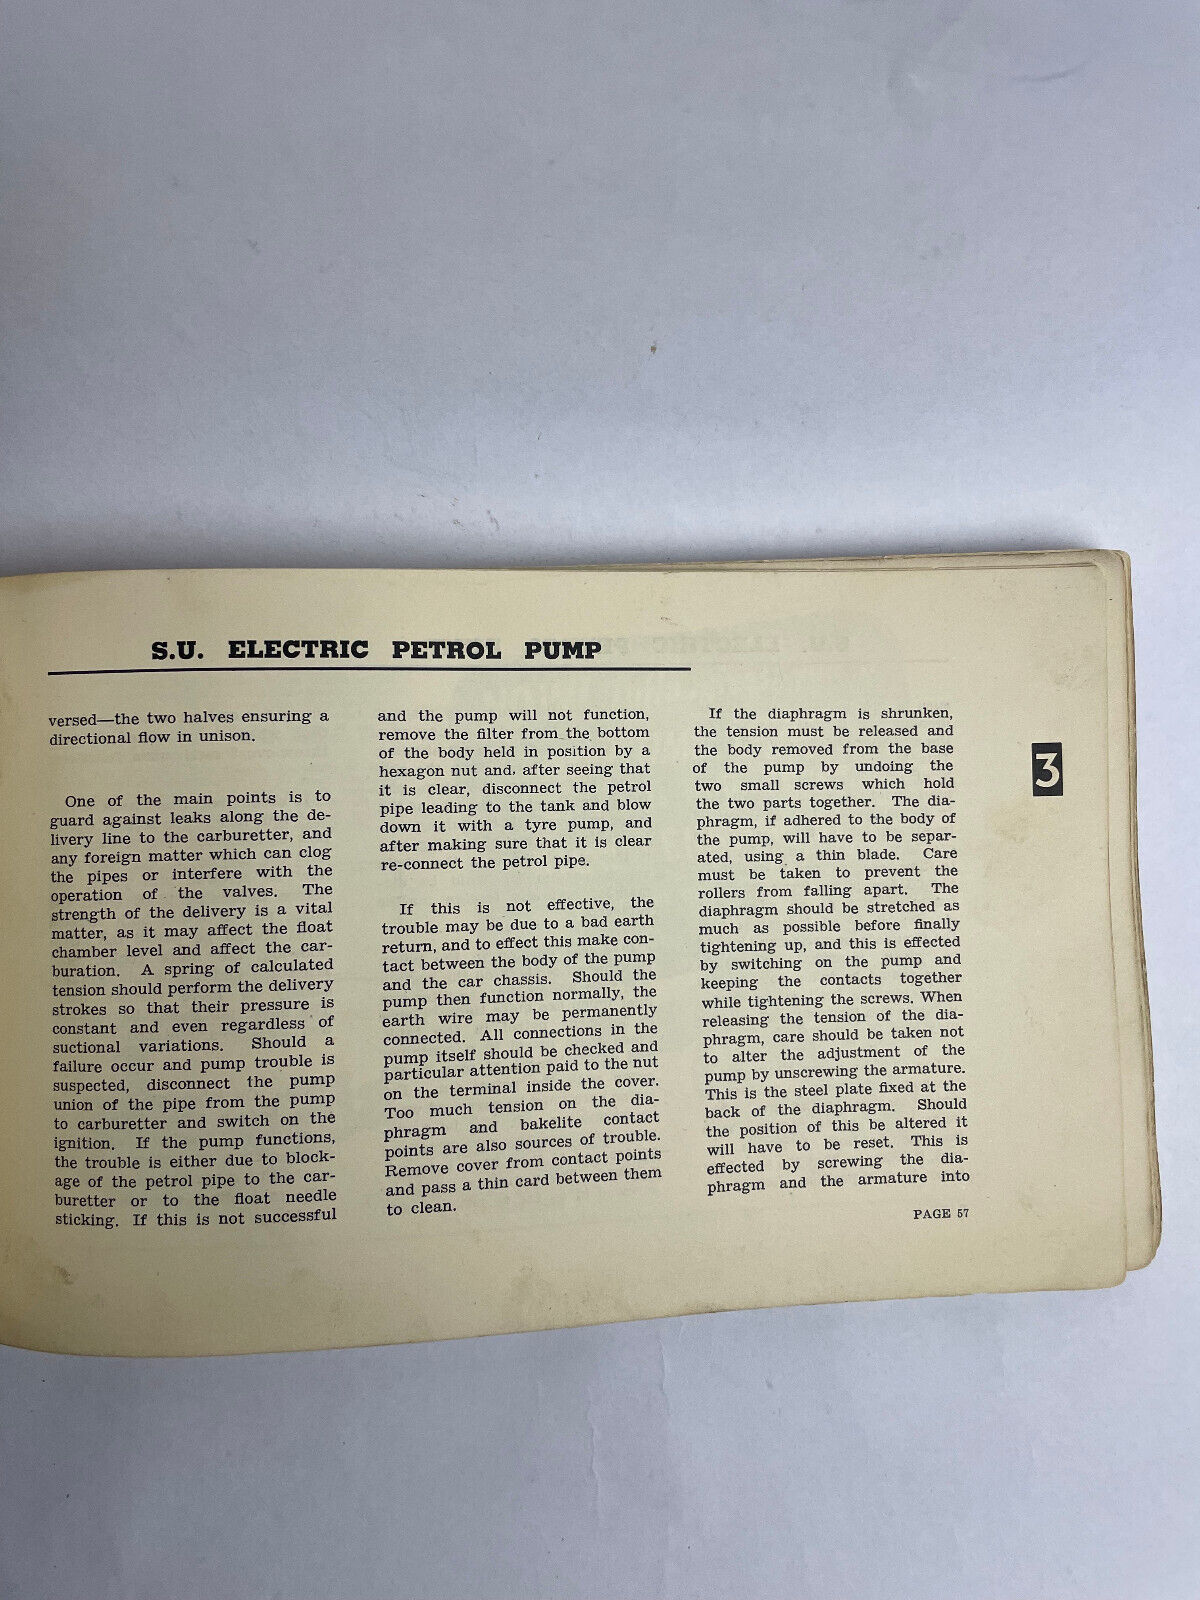 S.U. ELECTRIC PETROL PUMP
versed—the two halves ensuring a
directional flow in unison.
One of the main points is to
guard against leaks along the de-
livery line to the carburetter, and
any foreign matter which can clog
the pipes or interfere with the
operation of the valves. The
strength of the delivery is a vital
matter, as it may affect the float
chamber level and affect the car-
buration. A spring of calculated
tension should perform the delivery
strokes so that their pressure is
constant and even regardless of
suctional variations. Should a
failure occur and pump trouble is
suspected, disconnect the pump
union of the pipe from the pump
to carburetter and switch on the
ignition. If the pump functions,
the trouble is either due to block-
age of the petrol pipe to the car-
buretter or to the float needle
sticking. If this is not successful
and the pump will not function,
remove the filter from the bottom
of the body held in position by a
hexagon nut and, after seeing that
it is clear, disconnect the petrol
pipe leading to the tank and blow
down it with a tyre pump, and
after making sure that it is clear
re-connect the petrol pipe.
If this is not effective, the
trouble may be due to a bad earth
return, and to effect this make con-
tact between the body of the pump
and the car chassis. Should the
pump then function normally, the
earth wire may be permanently
connected. All connections in the
pump itself should be checked and
particular attention paid to the nut
on the terminal inside the cover.
Too much tension on the dia-
phragm and bakelite contact
points are also sources of trouble.
Remove cover from contact points
and pass a thin card between them
to clean.
If the diaphragm is shrunken,
the tension must be released and
the body removed from the base
of the pump by undoing the
two small screws which hold
the two parts together. The dia-
phragm, if adhered to the body of
the pump, will have to be separ-
ated, using a thin blade. Care
must be taken to prevent the
rollers from falling apart. The
diaphragm should be stretched as
much as possible before finally
tightening up, and this is effected
by switching on the pump and
keeping the contacts together
while tightening the screws. When
releasing the tension of the dia-
phragm, care should be taken not
to alter the adjustment of the
pump by unscrewing the armature.
This is the steel plate fixed at the
back of the diaphragm. Should
the position of this be altered it
will have to be reset. This is
effected by screwing the dia-
phragm and the armature into
PAGE 57
3